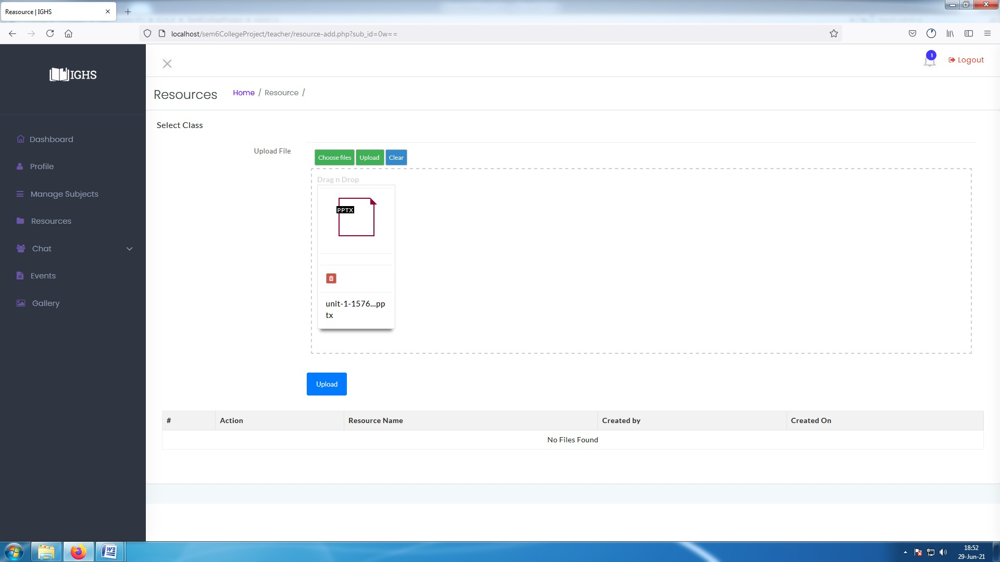 Reasource | IGHS
localhost/sem6CollegeProject/teacher/resource-add.php?sub_id=0w==
IGHS
1
Logout
Resources
Home / Resource /
Dashboard
Profile
Manage Subjects
Resources
Chat
Events
Gallery
Select Class
Upload File
Choose files Upload Clear
Drag n Drop
PPTX
unit-1-1576...pp
tx
Upload
# Action Resource Name Created by Created On
No Files Found
18:52
29-Jun-21